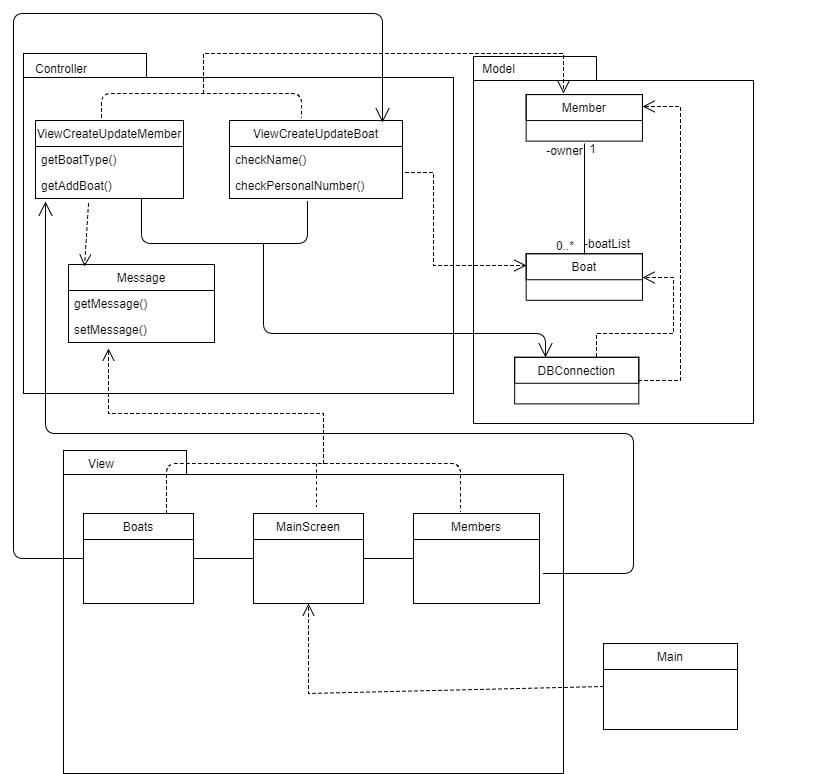 Controller
Model
Member
ViewCreateUpdateMember
getBoatType()
getAddBoat()
ViewCreateUpdateBoat
checkName()
checkPersonalNumber()
-owner 1
0..* -boatList
Boat
Message
getMessage()
setMessage()
DBConnection
View
Boats
MainScreen
Members
Main